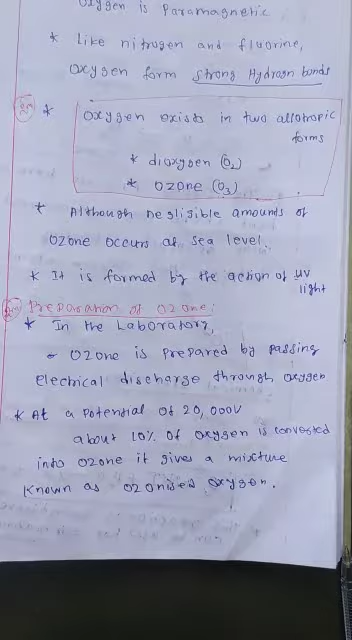 Oxygen is Paramagnetic
* Like nitrogen and fluorine,
Oxygen form strong Hydrogn bonds
2m * Oxygen exists in two allotropic
forms
* dioxygen (O2)
* Ozone (O3)
* Although negligible amounts of
Ozone occurs at sea level.
* It is formed by the action of UV
light
Preparation of Ozone:
* In the Laboratory,
Ozone is prepared by passing
electrical discharge through oxygen
* At a potential of 20,000V
about 10% of oxygen is converted
into ozone it gives a mixture
known as ozonised oxygen.